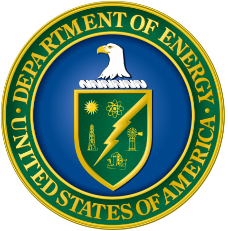 ·DEPARTMENT OF ENERGY·
UNITED STATES OF AMERICA